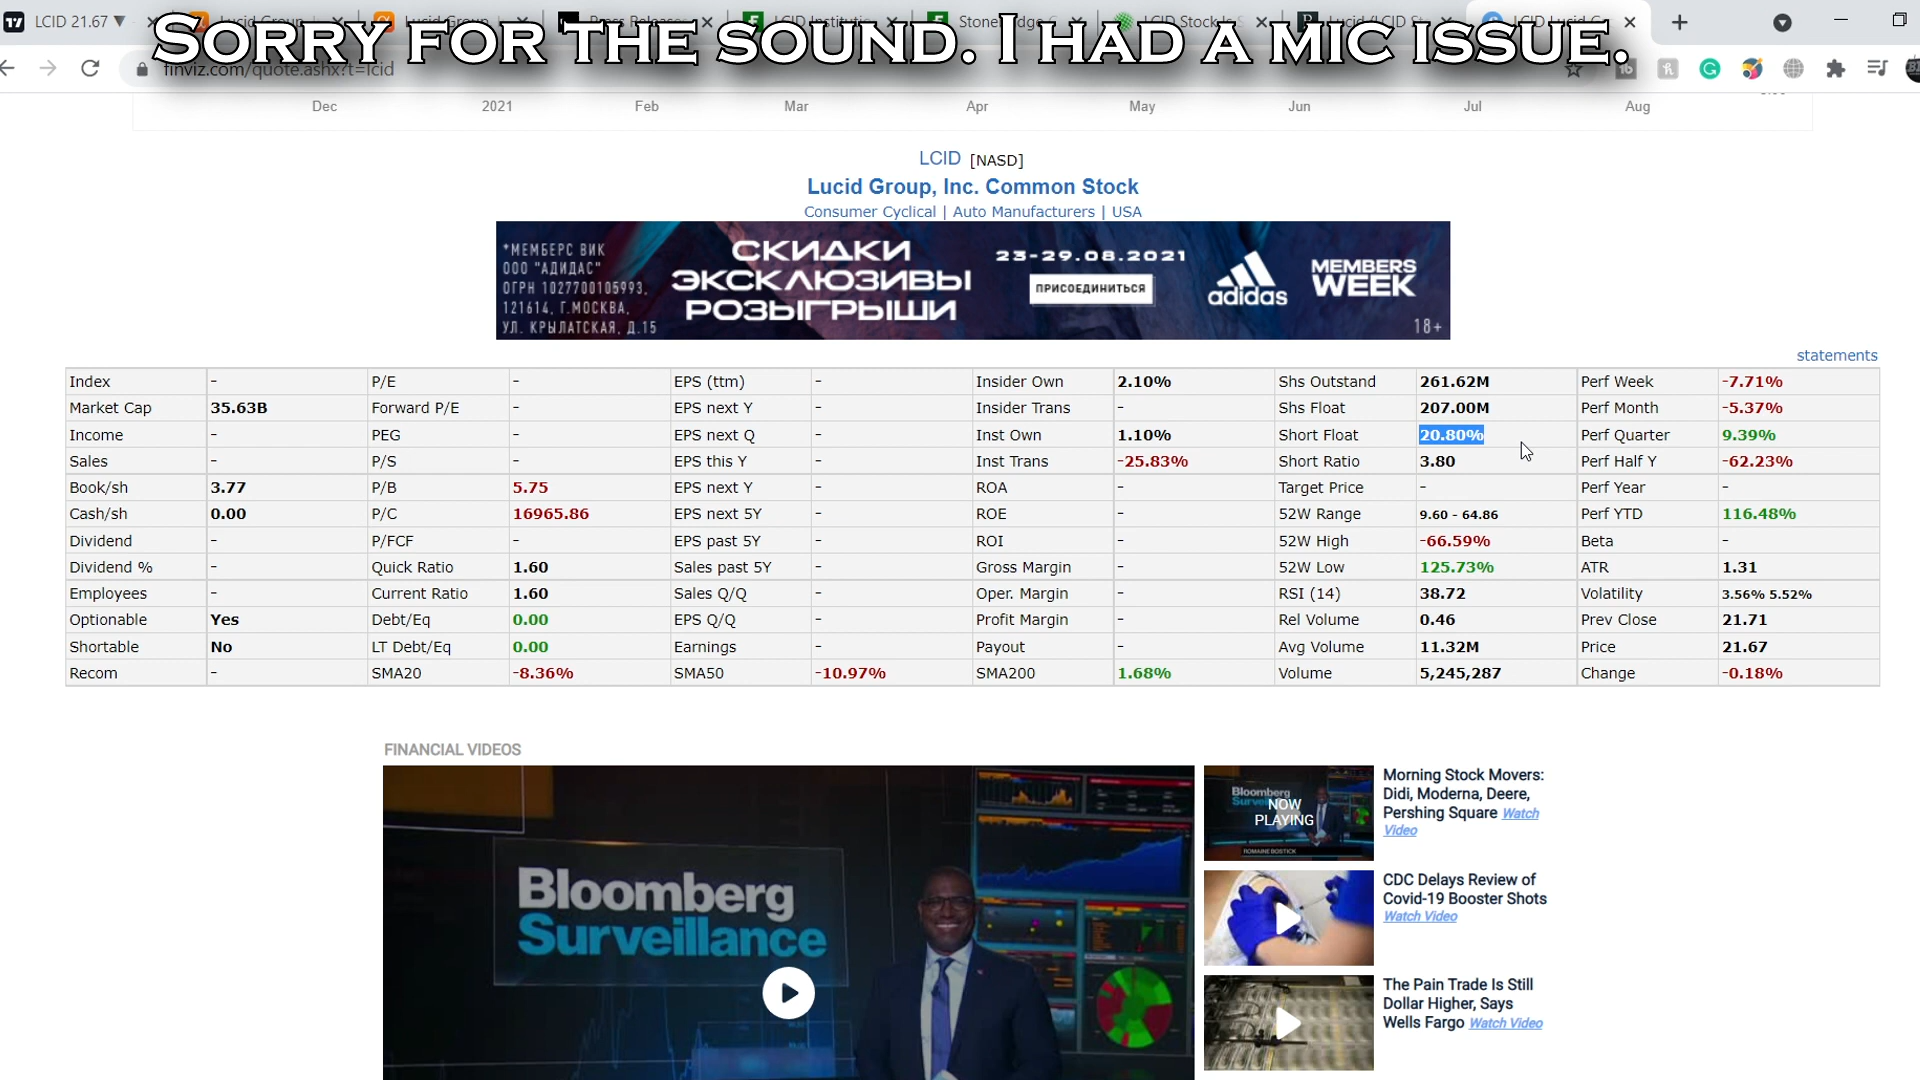 SORRY FOR THE SOUND. I HAD A MIC ISSUE.
LCID 21.67 ▼
finviz.com/quote.ashx?t=lcid
Dec 2021 Feb Mar Apr May Jun Jul Aug
LCID [NASD]
Lucid Group, Inc. Common Stock
Consumer Cyclical | Auto Manufacturers | USA
*МЕМБЕРС ВИК
ООО "АДИДАС"
ОГРН 1027700105993,
121614, Г.МОСКВА,
УЛ. КРЫЛАТСКАЯ, Д.15
СКИДКИ
ЭКСКЛЮЗИВЫ
РОЗЫГРЫШИ
23-29.08.2021
ПРИСОЕДИНИТЬСЯ
adidas
MEMBERS
WEEK
18+
statements
Index - P/E - EPS (ttm) - Insider Own 2.10% Shs Outstand 261.62M Perf Week -7.71%
Market Cap 35.63B Forward P/E - EPS next Y - Insider Trans - Shs Float 207.00M Perf Month -5.37%
Income - PEG - EPS next Q - Inst Own 1.10% Short Float 20.80% Perf Quarter 9.39%
Sales - P/S - EPS this Y - Inst Trans -25.83% Short Ratio 3.80 Perf Half Y -62.23%
Book/sh 3.77 P/B 5.75 EPS next Y - ROA - Target Price - Perf Year -
Cash/sh 0.00 P/C 16965.86 EPS next 5Y - ROE - 52W Range 9.60 - 64.86 Perf YTD 116.48%
Dividend - P/FCF - EPS past 5Y - ROI - 52W High -66.59% Beta -
Dividend % - Quick Ratio 1.60 Sales past 5Y - Gross Margin - 52W Low 125.73% ATR 1.31
Employees - Current Ratio 1.60 Sales Q/Q - Oper. Margin - RSI (14) 38.72 Volatility 3.56% 5.52%
Optionable Yes Debt/Eq 0.00 EPS Q/Q - Profit Margin - Rel Volume 0.46 Prev Close 21.71
Shortable No LT Debt/Eq 0.00 Earnings - Payout - Avg Volume 11.32M Price 21.67
Recom - SMA20 -8.36% SMA50 -10.97% SMA200 1.68% Volume 5,245,287 Change -0.18%
FINANCIAL VIDEOS
Bloomberg
Surveillance
NOW
PLAYING
ROMAINE BOSTICK
Morning Stock Movers:
Didi, Moderna, Deere,
Pershing Square Watch
Video
CDC Delays Review of
Covid-19 Booster Shots
Watch Video
The Pain Trade Is Still
Dollar Higher, Says
Wells Fargo Watch Video